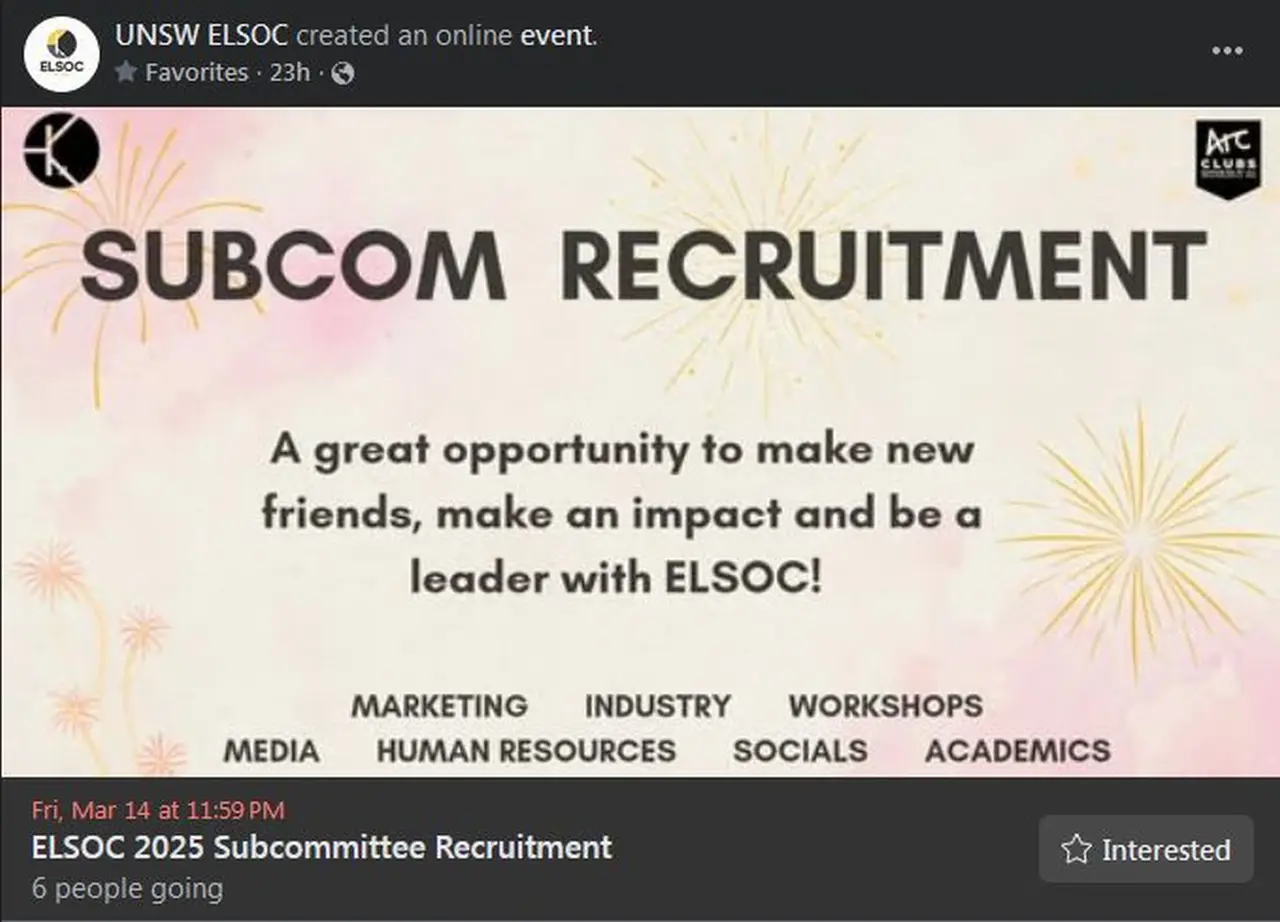 UNSW ELSOC created an online event.
ELSOC
Favorites · 23h ·
SUBCOM RECRUITMENT
ArC
CLUBS
A great opportunity to make new
friends, make an impact and be a
leader with ELSOC!
MARKETING INDUSTRY WORKSHOPS
MEDIA HUMAN RESOURCES SOCIALS ACADEMICS
Fri, Mar 14 at 11:59 PM
ELSOC 2025 Subcommittee Recruitment
6 people going
Interested